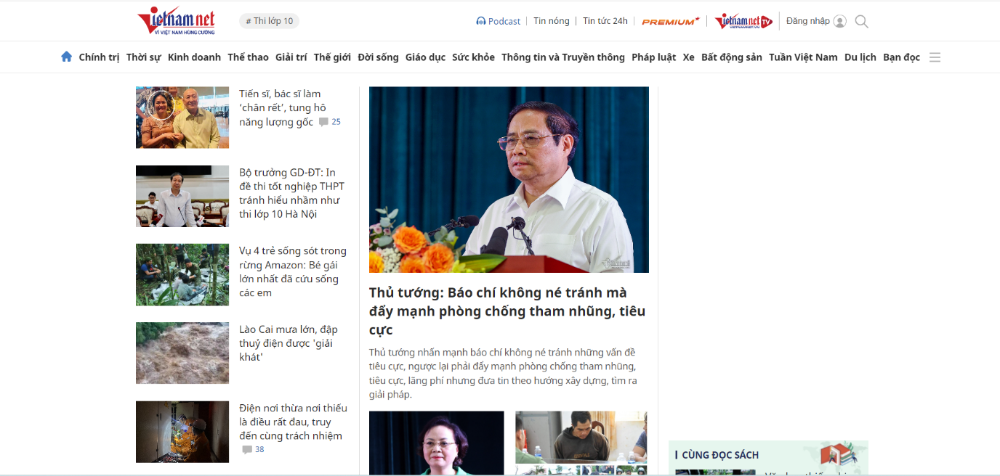 Vietnam net
VÌ VIỆT NAM HÙNG CƯỜNG
# Thi lớp 10
Podcast
Tin nóng
Tin tức 24h
PREMIUM
Vietnamnet TV
VIETNAMNET.VN
Đăng nhập
Chính trị Thời sự Kinh doanh Thể thao Giải trí Thế giới Đời sống Giáo dục Sức khỏe Thông tin và Truyền thông Pháp luật Xe Bất động sản Tuần Việt Nam Du lịch Bạn đọc
Tiến sĩ, bác sĩ làm
‘chân rết’, tung hô
năng lượng gốc 25
Bộ trưởng GD-ĐT: In
đề thi tốt nghiệp THPT
tránh hiểu nhầm như
thi lớp 10 Hà Nội
Vụ 4 trẻ sống sót trong
rừng Amazon: Bé gái
lớn nhất đã cứu sống
các em
Lào Cai mưa lớn, đập
thuỷ điện được 'giải
khát'
Điện nơi thừa nơi thiếu
là điều rất đau, truy
đến cùng trách nhiệm
38
Vietnamnet
Thủ tướng: Báo chí không né tránh mà
đẩy mạnh phòng chống tham nhũng, tiêu
cực
Thủ tướng nhấn mạnh báo chí không né tránh những vấn đề
tiêu cực, ngược lại phải đẩy mạnh phòng chống tham nhũng,
tiêu cực, lãng phí nhưng đưa tin theo hướng xây dựng, tìm ra
giải pháp.
CÙNG ĐỌC SÁCH